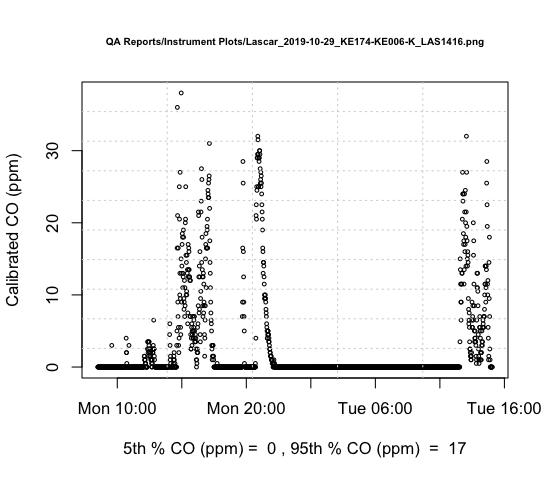 QA Reports/Instrument Plots/Lascar_2019-10-29_KE174-KE006-K_LAS1416.png
Calibrated CO (ppm)
30
20
10
0
Mon 10:00 Mon 20:00 Tue 06:00 Tue 16:00
5th % CO (ppm) = 0 , 95th % CO (ppm) = 17